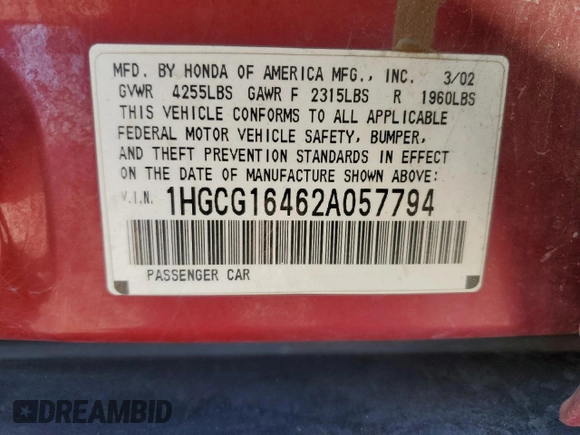 MFD. BY HONDA OF AMERICA MFG., INC. 3/02
GVWR 4255LBS GAWR F 2315LBS R 1960LBS
THIS VEHICLE CONFORMS TO ALL APPLICABLE
FEDERAL MOTOR VEHICLE SAFETY, BUMPER,
AND THEFT PREVENTION STANDARDS IN EFFECT
ON THE DATE OF MANUFACTURE SHOWN ABOVE:
V.I.N. 1HGCG16462A057794
PASSENGER CAR
DREAMBID